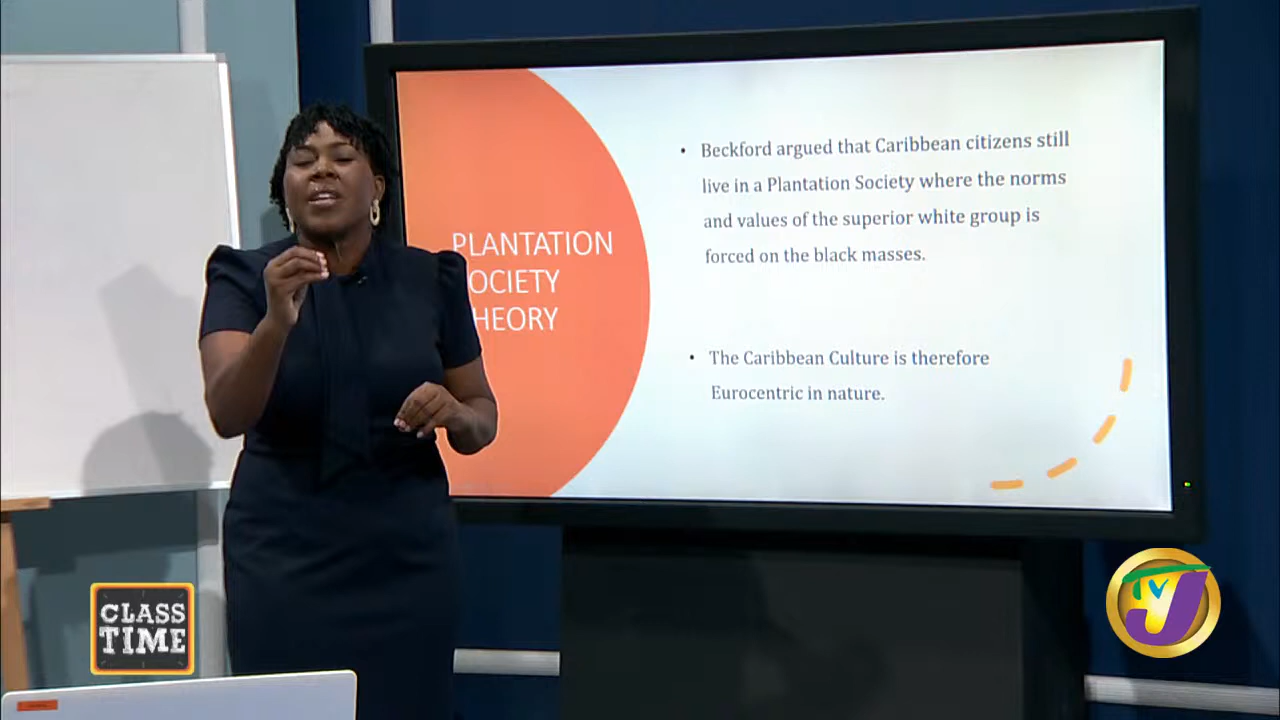 PLANTATION
OCIETY
HEORY
• Beckford argued that Caribbean citizens still
live in a Plantation Society where the norms
and values of the superior white group is
forced on the black masses.
• The Caribbean Culture is therefore
Eurocentric in nature.
CLASS
TIME
TVJ